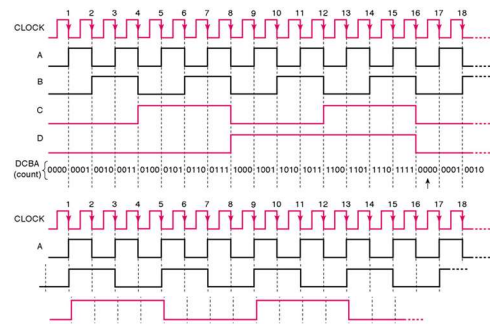 1 2 3 4 5 6 7 8 9 10 11 12 13 14 15 16 17 18
CLOCK
A
B
C
D
DCBA
(count) 0000 0001 0010 0011 0100 0101 0110 0111 1000 1001 1010 1011 1100 1101 1110 1111 0000 0001 0010
1 2 3 4 5 6 7 8 9 10 11 12 13 14 15 16 17 18
CLOCK
A